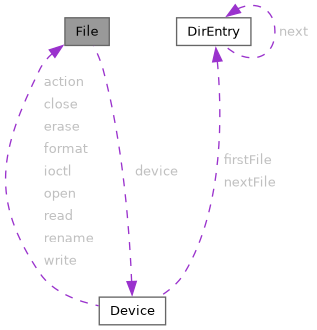 File
DirEntry
next
action
close
erase
format
ioctl
open
read
rename
write
device
firstFile
nextFile
Device